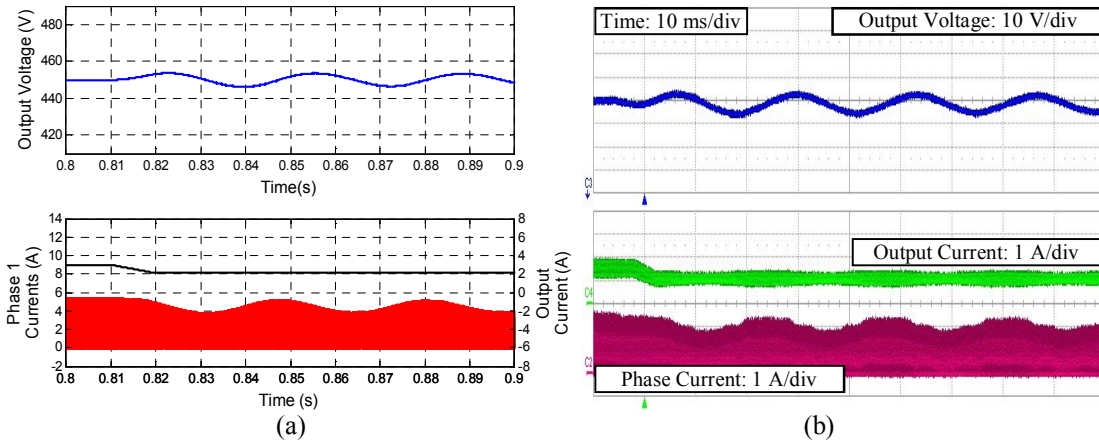 Output Voltage (V)
480
460
440
420
0.8 0.81 0.82 0.83 0.84 0.85 0.86 0.87 0.88 0.89 0.9
Time(s)
Phase 1
Currents (A)
14
12
10
8
6
4
2
0
-2
8
6
4
2
0
-2
-4
-6
-8
Output
Current (A)
0.8 0.81 0.82 0.83 0.84 0.85 0.86 0.87 0.88 0.89 0.9
Time (s)
(a)
Time: 10 ms/div
Output Voltage: 10 V/div
C3
Output Current: 1 A/div
C4
C3
Phase Current: 1 A/div
(b)